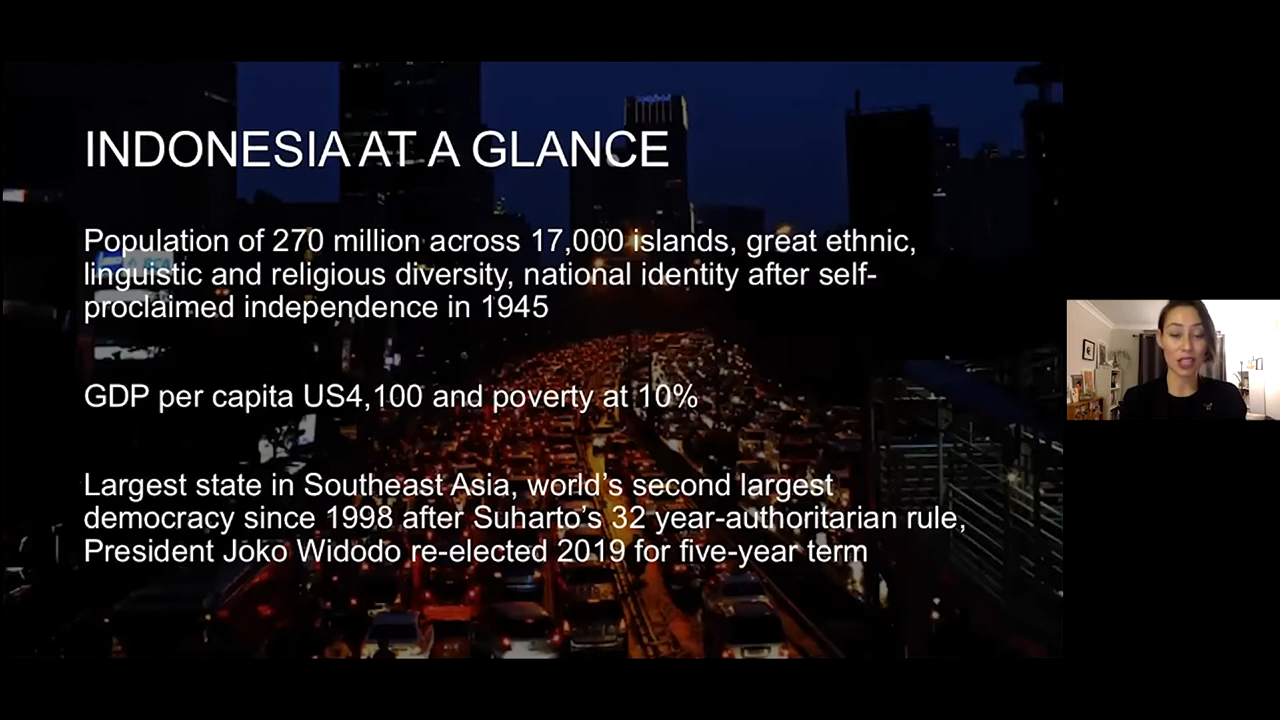 INDONESIA AT A GLANCE
Population of 270 million across 17,000 islands, great ethnic,
linguistic and religious diversity, national identity after self-
proclaimed independence in 1945
GDP per capita US4,100 and poverty at 10%
Largest state in Southeast Asia, world’s second largest
democracy since 1998 after Suharto’s 32 year-authoritarian rule,
President Joko Widodo re-elected 2019 for five-year term